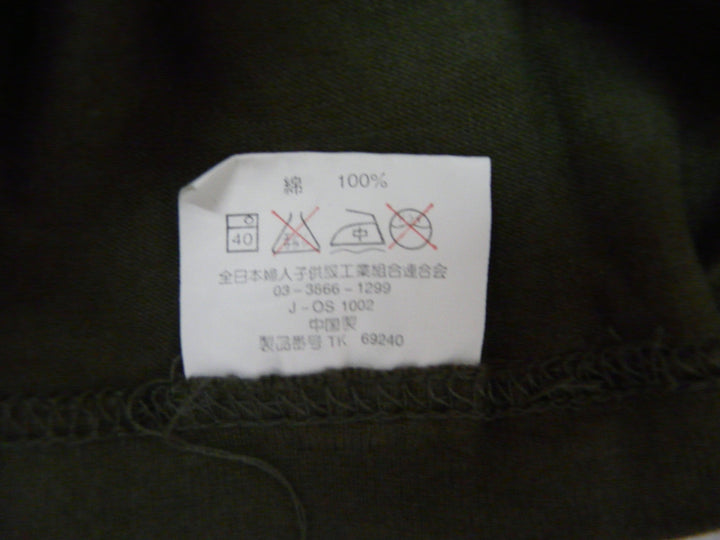 綿 100%
40 中
全日本婦人子供服工業組合連合会
03-3866-1299
J-OS 1002
中国製
製品番号 TK 69240